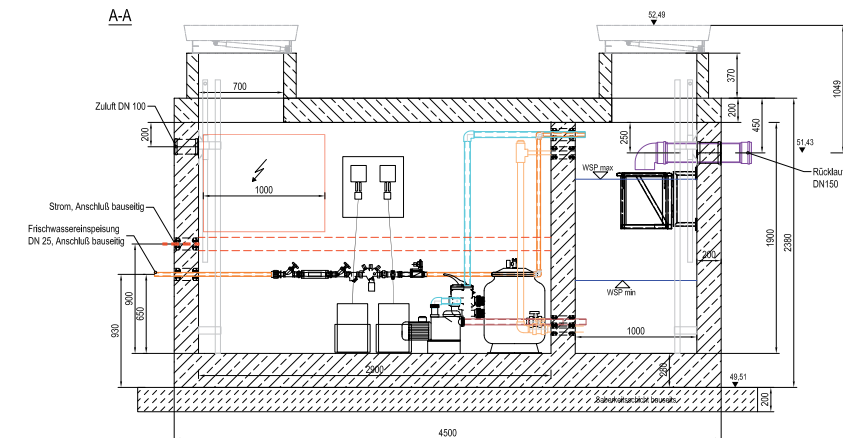 A-A
52,49
700
370
1049
Zuluft DN 100
200
200
250
450
51,43
WSP max
Rücklauf
DN150
1000
Strom, Anschluß bauseitig
Frischwassereinspeisung
DN 25, Anschluß bauseitig
1900
2380
200
WSP min
900
930
650
1000
2900
280
49,51
Sauberkeitsschicht bauseits
200
4500